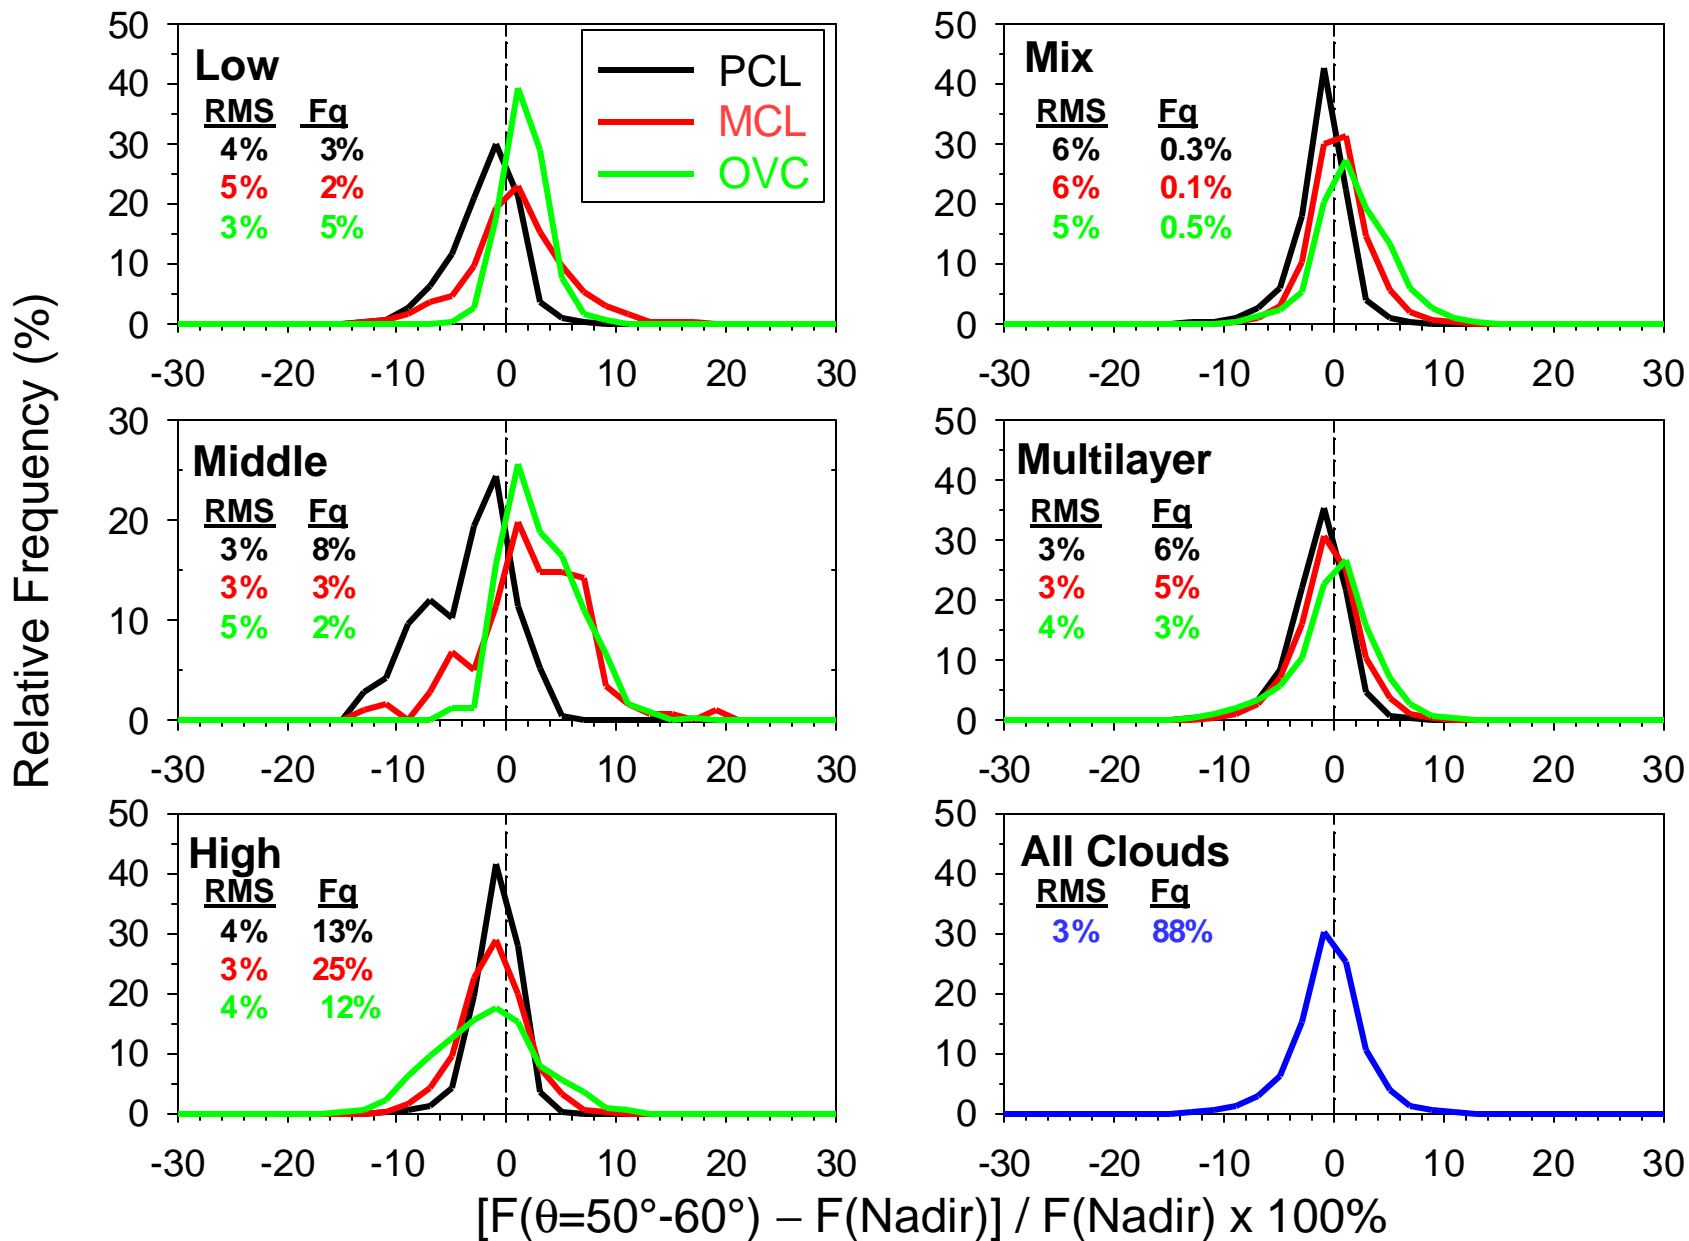 Relative Frequency (%)
50
40
30
20
10
0
Low
RMS Fq
4% 3%
5% 2%
3% 5%
PCL
MCL
OVC
-30 -20 -10 0 10 20 30
50
40
30
20
10
0
Mix
RMS Fq
6% 0.3%
6% 0.1%
5% 0.5%
-30 -20 -10 0 10 20 30
30
20
10
0
Middle
RMS Fq
3% 8%
3% 3%
5% 2%
-30 -20 -10 0 10 20 30
50
40
30
20
10
0
Multilayer
RMS Fq
3% 6%
3% 5%
4% 3%
-30 -20 -10 0 10 20 30
50
40
30
20
10
0
High
RMS Fq
4% 13%
3% 25%
4% 12%
-30 -20 -10 0 10 20 30
50
40
30
20
10
0
All Clouds
RMS Fq
3% 88%
-30 -20 -10 0 10 20 30
[F(θ=50°-60°) – F(Nadir)] / F(Nadir) x 100%